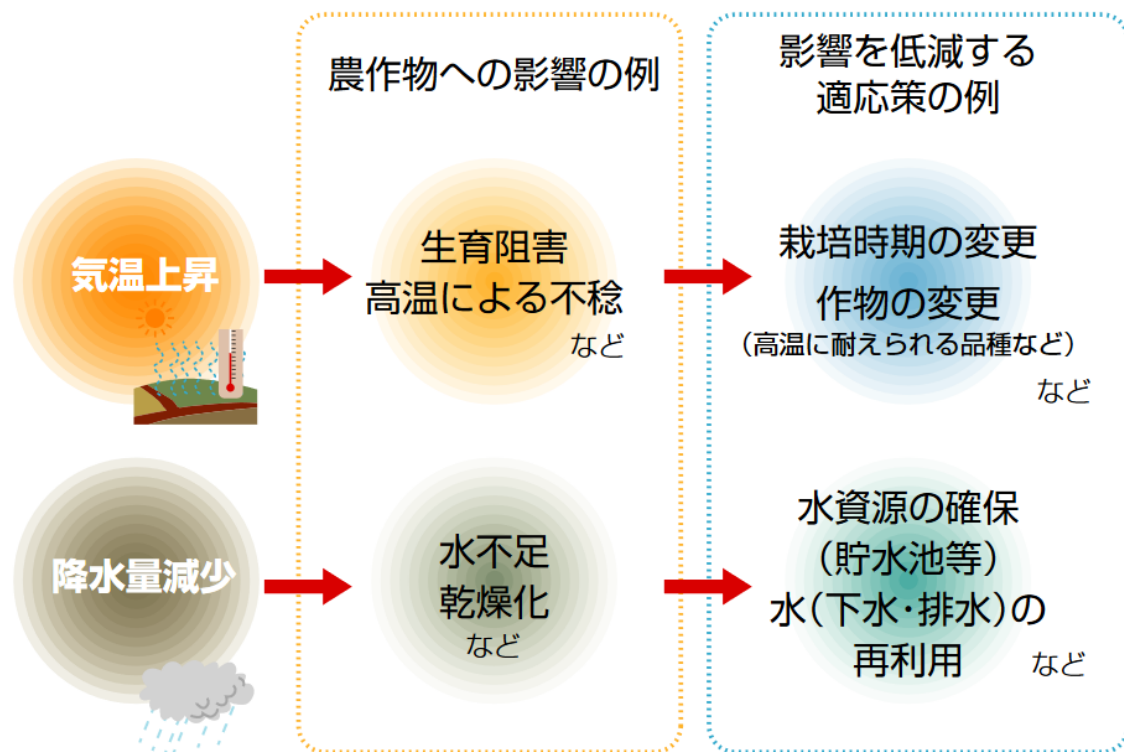 農作物への影響の例
影響を低減する
適応策の例
気温上昇
生育阻害
高温による不稔
など
栽培時期の変更
作物の変更
（高温に耐えられる品種など）
など
降水量減少
水不足
乾燥化
など
水資源の確保
（貯水池等）
水（下水・排水）の
再利用
など